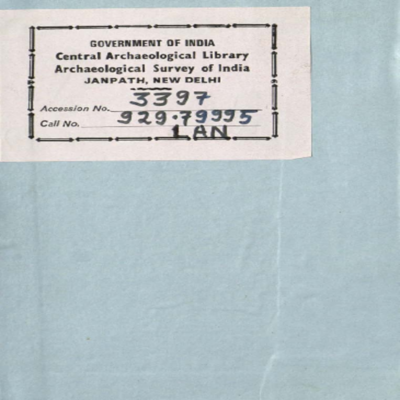 GOVERNMENT OF INDIA
Central Archaeological Library
Archaeological Survey of India
JANPATH, NEW DELHI
Accession No. 3397
Call No. 929.79995
LAN